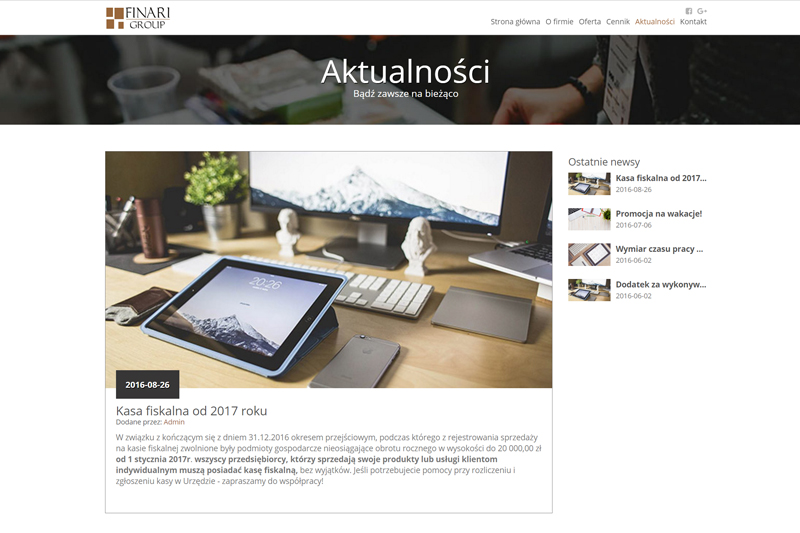 FINARI
GROUP
Strona główna O firmie Oferta Cennik Aktualności Kontakt
Aktualności
Bądź zawsze na bieżąco
20:26
2016-08-26
Kasa fiskalna od 2017 roku
Dodane przez: Admin
W związku z kończącym się z dniem 31.12.2016 okresem przejściowym, podczas którego z rejestrowania sprzedaży
na kasie fiskalnej zwolnione były podmioty gospodarcze nieosiągające obrotu rocznego w wysokości do 20 000,00 zł
od 1 stycznia 2017r. wszyscy przedsiębiorcy, którzy sprzedają swoje produkty lub usługi klientom
indywidualnym muszą posiadać kasę fiskalną, bez wyjątków. Jeśli potrzebujecie pomocy przy rozliczeniu i
zgłoszeniu kasy w Urzędzie - zapraszamy do współpracy!
Ostatnie newsy
Kasa fiskalna od 2017...
2016-08-26
Promocja na wakacje!
2016-07-06
Wymiar czasu pracy ...
2016-06-02
Dodatek za wykonyw...
2016-06-02